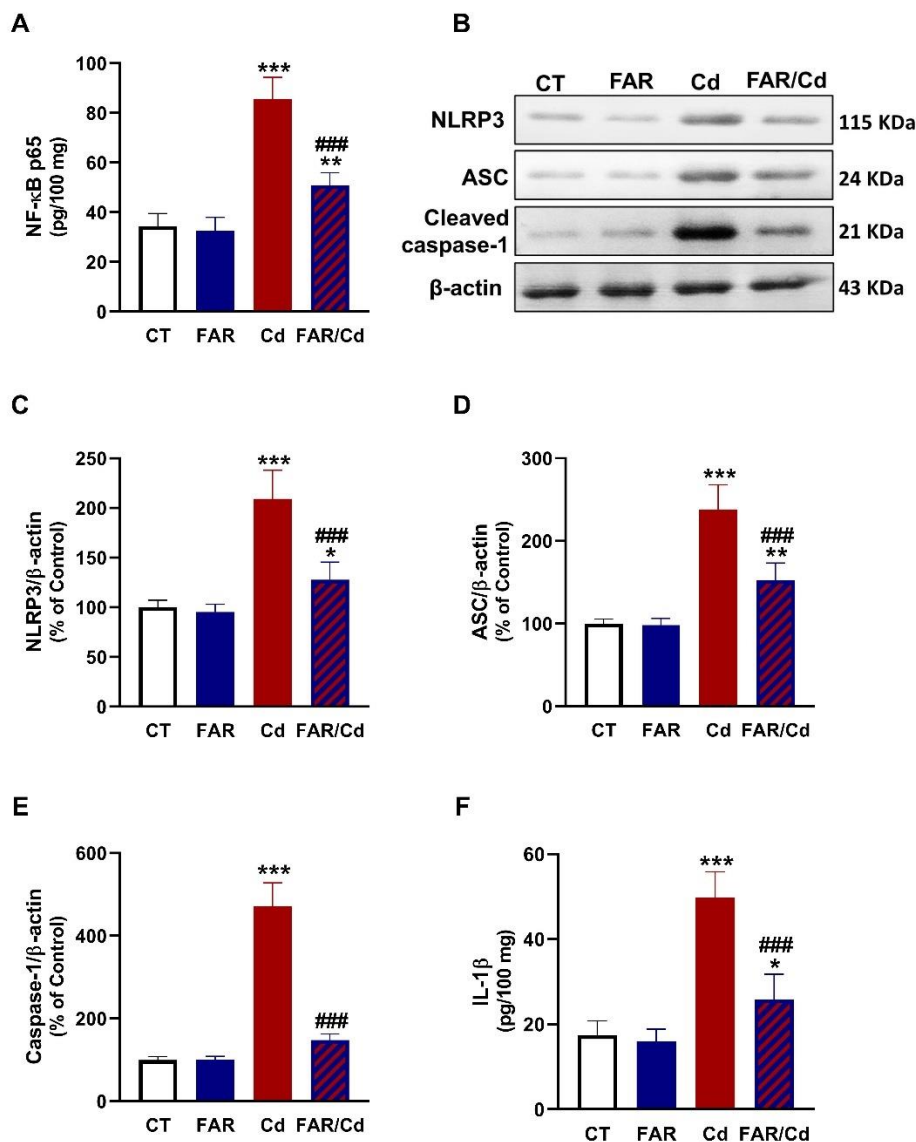 A
NF-κB p65
(pg/100 mg)
100
80
60
40
20
0
***
###
**
CT FAR Cd FAR/Cd
B
CT FAR Cd FAR/Cd
NLRP3 115 KDa
ASC 24 KDa
Cleaved
caspase-1 21 KDa
β-actin 43 KDa
C
NLRP3/β-actin
(% of Control)
250
200
150
100
50
0
***
###
*
CT FAR Cd FAR/Cd
D
ASC/β-actin
(% of Control)
300
200
100
0
***
###
**
CT FAR Cd FAR/Cd
E
Caspase-1/β-actin
(% of Control)
600
400
200
0
***
###
CT FAR Cd FAR/Cd
F
IL-1β
(pg/100 mg)
60
40
20
0
***
###
*
CT FAR Cd FAR/Cd